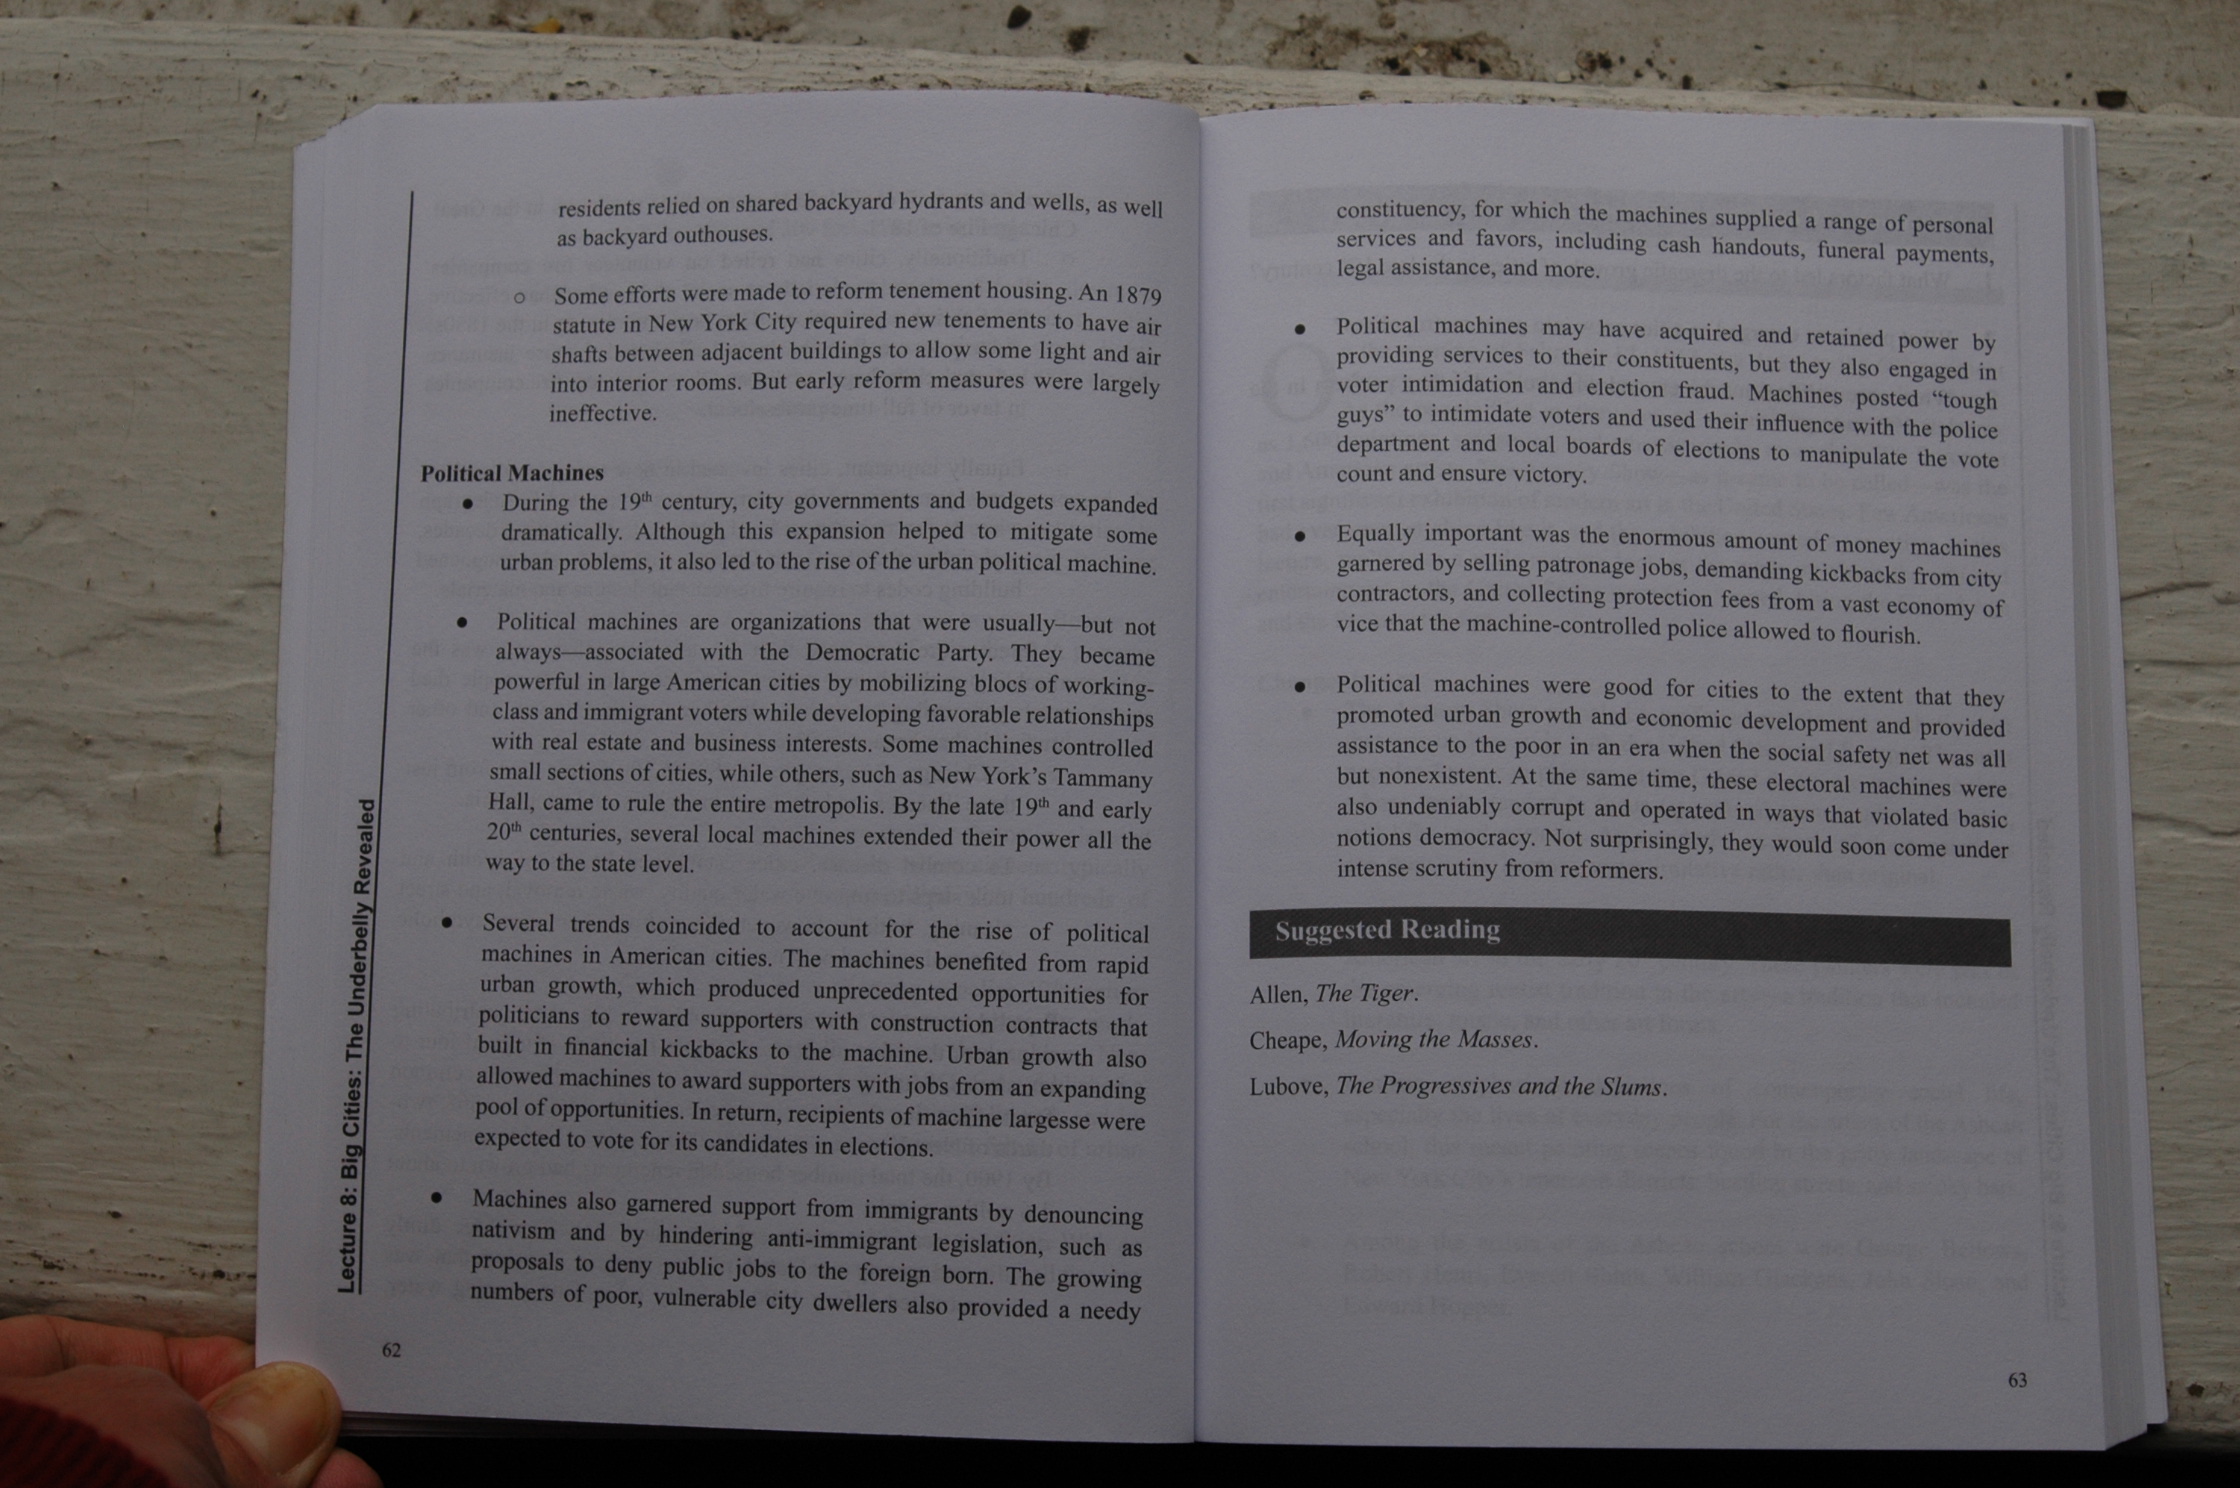 residents relied on shared backyard hydrants and wells, as well
as backyard outhouses.
o Some efforts were made to reform tenement housing. An 1879
statute in New York City required new tenements to have air
shafts between adjacent buildings to allow some light and air
into interior rooms. But early reform measures were largely
ineffective.
Political Machines
• During the 19th century, city governments and budgets expanded
dramatically. Although this expansion helped to mitigate some
urban problems, it also led to the rise of the urban political machine.
• Political machines are organizations that were usually—but not
always—associated with the Democratic Party. They became
powerful in large American cities by mobilizing blocs of working-
class and immigrant voters while developing favorable relationships
with real estate and business interests. Some machines controlled
small sections of cities, while others, such as New York's Tammany
Hall, came to rule the entire metropolis. By the late 19th and early
20th centuries, several local machines extended their power all the
way to the state level.
• Several trends coincided to account for the rise of political
machines in American cities. The machines benefited from rapid
urban growth, which produced unprecedented opportunities for
politicians to reward supporters with construction contracts that
built in financial kickbacks to the machine. Urban growth also
allowed machines to award supporters with jobs from an expanding
pool of opportunities. In return, recipients of machine largesse were
expected to vote for its candidates in elections.
• Machines also garnered support from immigrants by denouncing
nativism and by hindering anti-immigrant legislation, such as
proposals to deny public jobs to the foreign born. The growing
numbers of poor, vulnerable city dwellers also provided a needy
Lecture 8: Big Cities: The Underbelly Revealed
62
constituency, for which the machines supplied a range of personal
services and favors, including cash handouts, funeral payments,
legal assistance, and more.
• Political machines may have acquired and retained power by
providing services to their constituents, but they also engaged in
voter intimidation and election fraud. Machines posted “tough
guys” to intimidate voters and used their influence with the police
department and local boards of elections to manipulate the vote
count and ensure victory.
• Equally important was the enormous amount of money machines
garnered by selling patronage jobs, demanding kickbacks from city
contractors, and collecting protection fees from a vast economy of
vice that the machine-controlled police allowed to flourish.
• Political machines were good for cities to the extent that they
promoted urban growth and economic development and provided
assistance to the poor in an era when the social safety net was all
but nonexistent. At the same time, these electoral machines were
also undeniably corrupt and operated in ways that violated basic
notions democracy. Not surprisingly, they would soon come under
intense scrutiny from reformers.
Suggested Reading
Allen, The Tiger.
Cheape, Moving the Masses.
Lubove, The Progressives and the Slums.
63